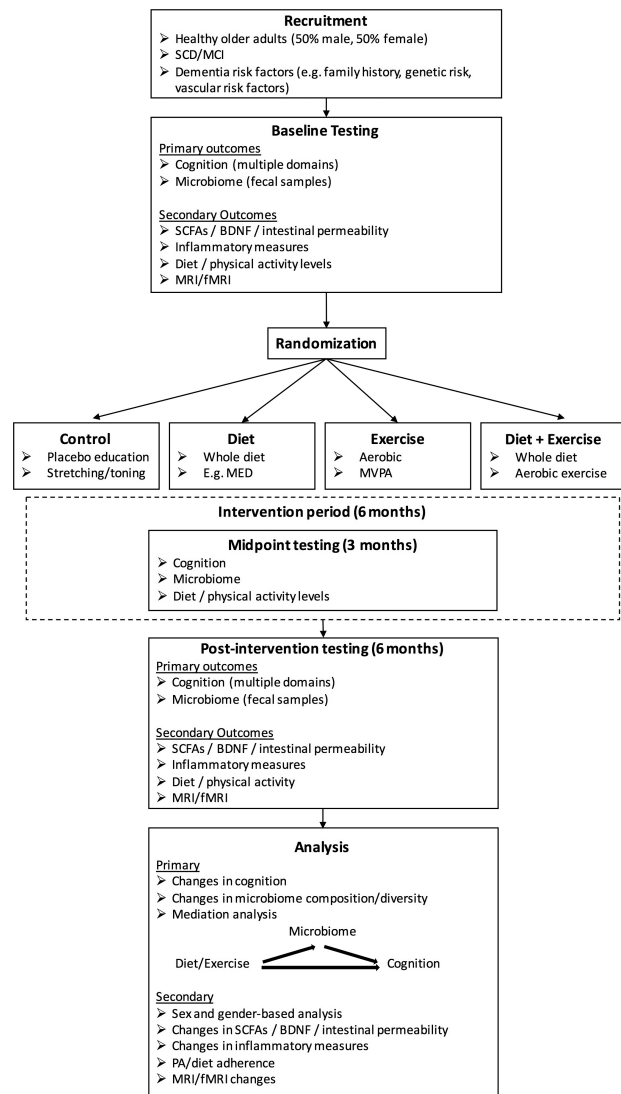 Recruitment
➢ Healthy older adults (50% male, 50% female)
➢ SCD/MCI
➢ Dementia risk factors (e.g. family history, genetic risk,
vascular risk factors)
Baseline Testing
Primary outcomes
➢ Cognition (multiple domains)
➢ Microbiome (fecal samples)
Secondary Outcomes
➢ SCFAs / BDNF / intestinal permeability
➢ Inflammatory measures
➢ Diet / physical activity levels
➢ MRI/fMRI
Randomization
Control
➢ Placebo education
➢ Stretching/toning
Diet
➢ Whole diet
➢ E.g. MED
Exercise
➢ Aerobic
➢ MVPA
Diet + Exercise
➢ Whole diet
➢ Aerobic exercise
Intervention period (6 months)
Midpoint testing (3 months)
➢ Cognition
➢ Microbiome
➢ Diet / physical activity levels
Post-intervention testing (6 months)
Primary outcomes
➢ Cognition (multiple domains)
➢ Microbiome (fecal samples)
Secondary Outcomes
➢ SCFAs / BDNF / intestinal permeability
➢ Inflammatory measures
➢ Diet / physical activity
➢ MRI/fMRI
Analysis
Primary
➢ Changes in cognition
➢ Changes in microbiome composition/diversity
➢ Mediation analysis
Microbiome
Diet/Exercise
Cognition
Secondary
➢ Sex and gender-based analysis
➢ Changes in SCFAs / BDNF / intestinal permeability
➢ Changes in inflammatory measures
➢ PA/diet adherence
➢ MRI/fMRI changes